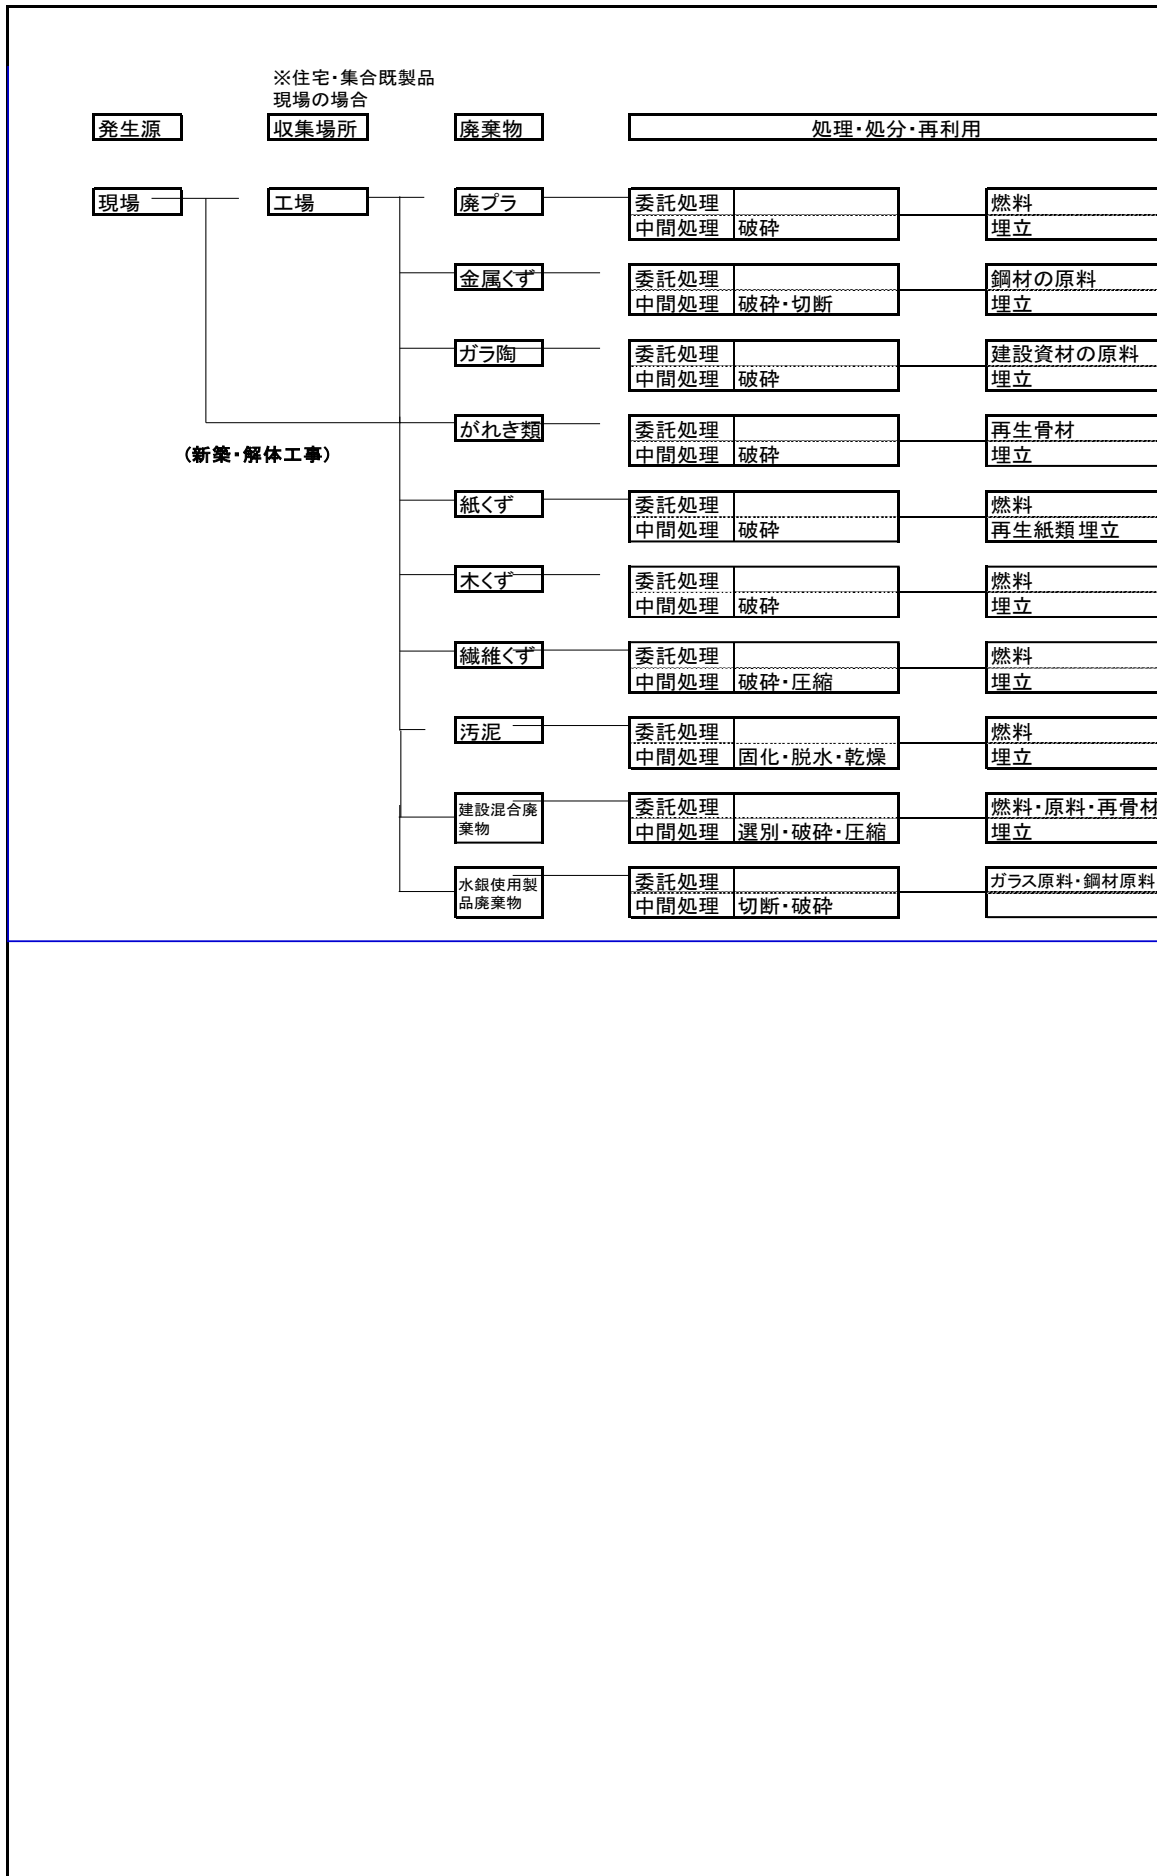 ※住宅・集合既製品
現場の場合
発生源 収集場所 廃棄物 処理・処分・再利用
現場 工場 廃プラ 委託処理 燃料
中間処理 破砕 埋立
金属くず 委託処理 鋼材の原料
中間処理 破砕・切断 埋立
ガラ陶 委託処理 建設資材の原料
中間処理 破砕 埋立
がれき類 委託処理 再生骨材
(新築・解体工事) 中間処理 破砕 埋立
紙くず 委託処理 燃料
中間処理 破砕 再生紙類 埋立
木くず 委託処理 燃料
中間処理 破砕 埋立
繊維くず 委託処理 燃料
中間処理 破砕・圧縮 埋立
汚泥 委託処理 燃料
中間処理 固化・脱水・乾燥 埋立
建設混合廃 委託処理 燃料・原料・再骨材
棄物 中間処理 選別・破砕・圧縮 埋立
水銀使用製 委託処理 ガラス原料・鋼材原料
品廃棄物 中間処理 切断・破砕